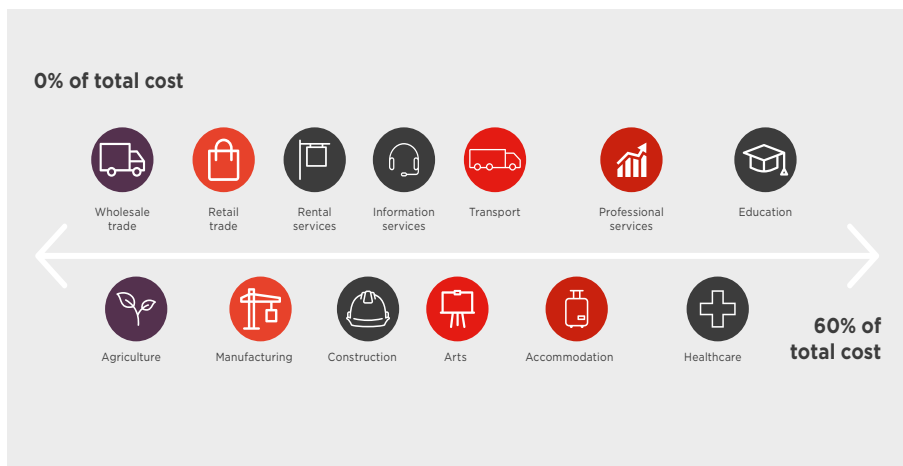 0% of total cost
Wholesale
trade
Retail
trade
Rental
services
Information
services
Transport
Professional
services
Education
Agriculture
Manufacturing
Construction
Arts
Accommodation
Healthcare
60% of
total cost